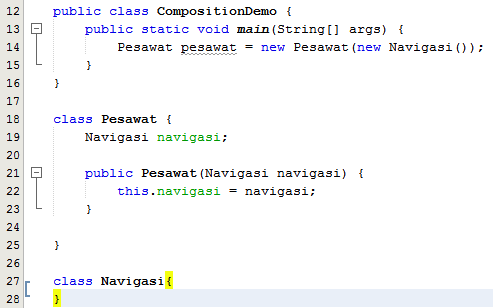 12 public class CompositionDemo {
13 public static void main(String[] args) {
14 Pesawat pesawat = new Pesawat(new Navigasi());
15 }
16 }
17
18 class Pesawat {
19 Navigasi navigasi;
20
21 public Pesawat(Navigasi navigasi) {
22 this.navigasi = navigasi;
23 }
24
25 }
26
27 class Navigasi{
28 }